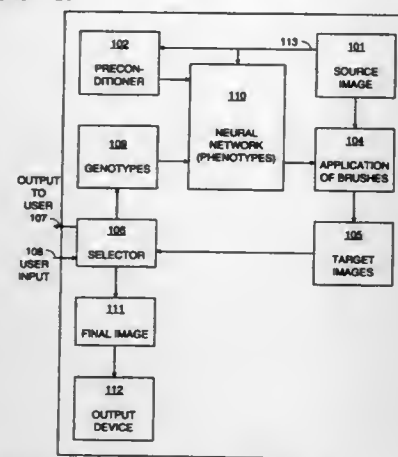 113
102
PRECON-
DITIONER
101
SOURCE
IMAGE
110
NEURAL
NETWORK
(PHENOTYPES)
109
GENOTYPES
104
APPLICATION
OF BRUSHES
OUTPUT
TO USER
107
108
USER
INPUT
106
SELECTOR
105
TARGET
IMAGES
111
FINAL IMAGE
112
OUTPUT
DEVICE